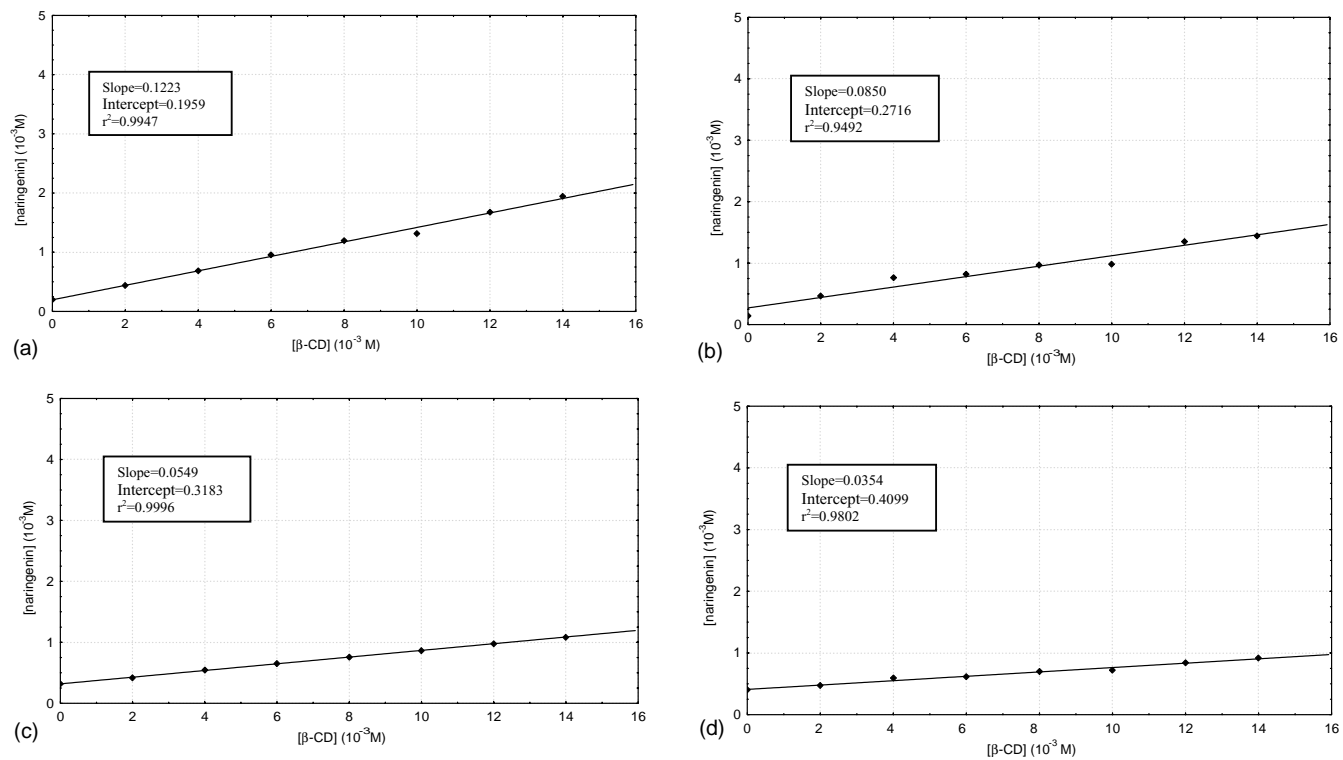 5
4
3
2
1
0
[naringenin] (10⁻³M)
Slope=0.1223
Intercept=0.1959
r²=0.9947
0 2 4 6 8 10 12 14 16
[β-CD] (10⁻³ M)
(a)
5
4
3
2
1
0
[naringenin] (10⁻³M)
Slope=0.0850
Intercept=0.2716
r²=0.9492
0 2 4 6 8 10 12 14 16
[β-CD] (10⁻³M)
(b)
5
4
3
2
1
0
[naringenin] (10⁻³M)
Slope=0.0549
Intercept=0.3183
r²=0.9996
0 2 4 6 8 10 12 14 16
[β-CD] (10⁻³M)
(c)
5
4
3
2
1
0
[naringenin] (10⁻³M)
Slope=0.0354
Intercept=0.4099
r²=0.9802
0 2 4 6 8 10 12 14 16
[β-CD] (10⁻³ M)
(d)